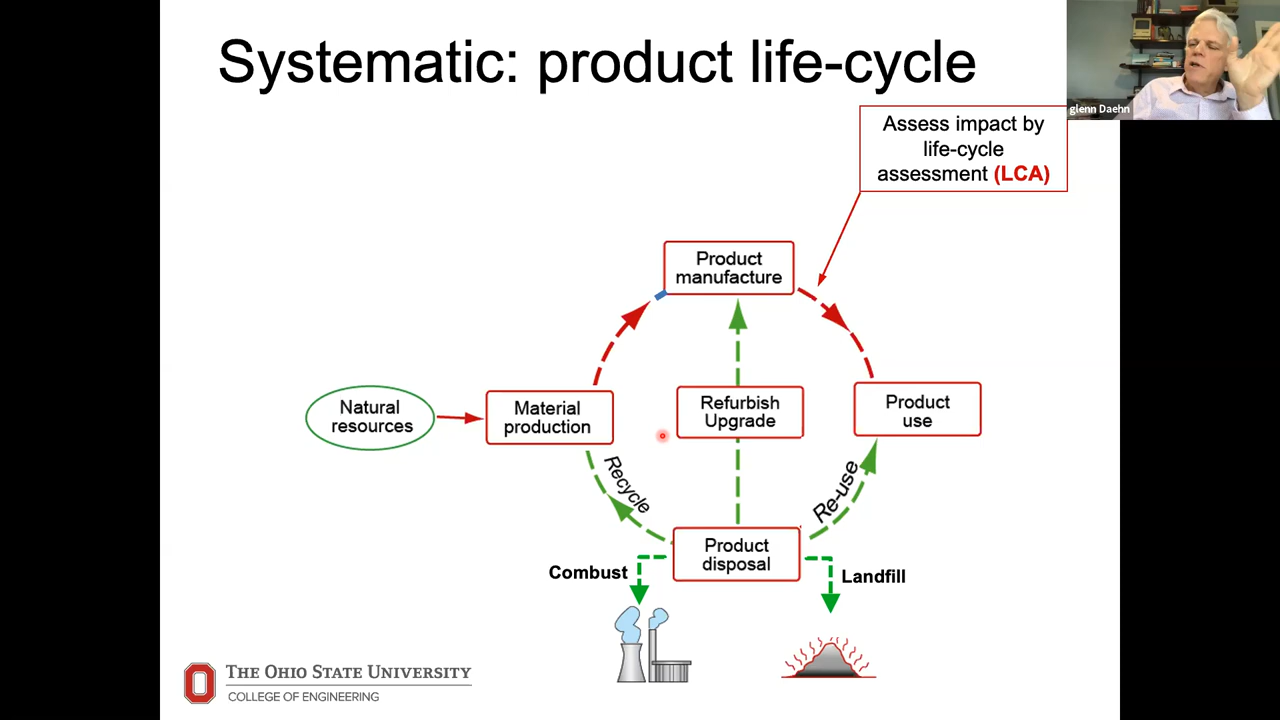 Systematic: product life-cycle
glenn Daehn
Assess impact by
life-cycle
assessment (LCA)
Product
manufacture
Natural
resources
Material
production
Refurbish
Upgrade
Product
use
Recycle
Re-use
Product
disposal
Combust
Landfill
THE OHIO STATE UNIVERSITY
COLLEGE OF ENGINEERING